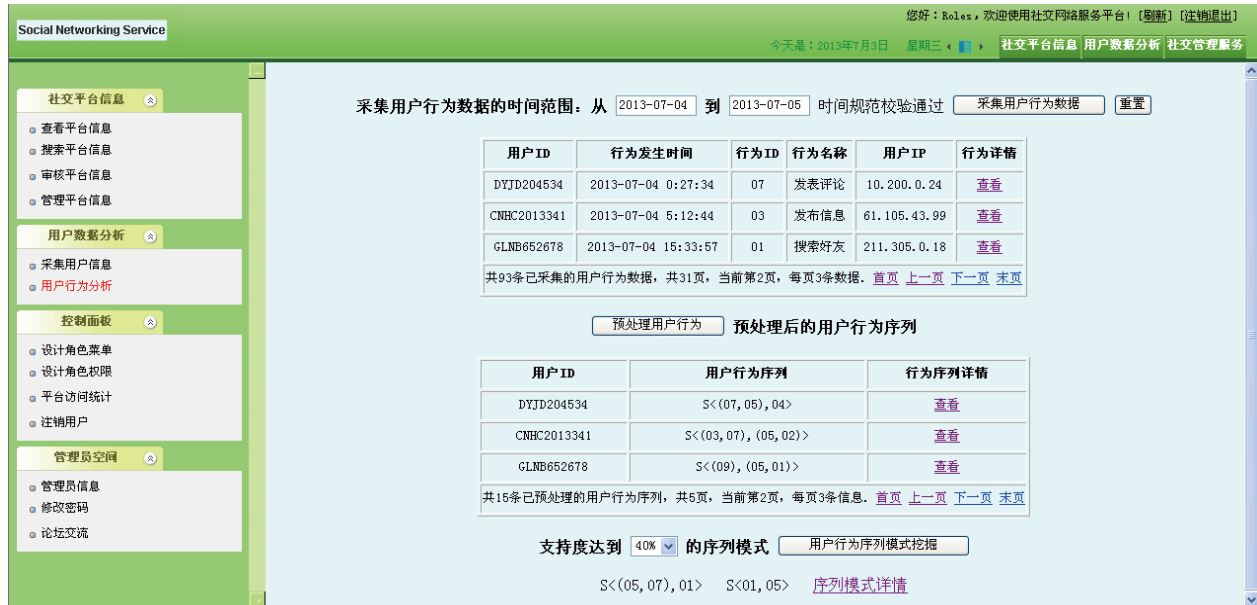 您好：Roles，欢迎使用社交网络服务平台! [刷新] [注销退出]
Social Networking Service
今天是：2013年7月3日 星期三
社交平台信息 用户数据分析 社交管理服务
社交平台信息
查看平台信息
搜索平台信息
审核平台信息
管理平台信息
用户数据分析
采集用户信息
用户行为分析
控制面板
设计角色菜单
设计角色权限
平台访问统计
注销用户
管理员空间
管理员信息
修改密码
论坛交流
采集用户行为数据的时间范围：从 2013-07-04 到 2013-07-05 时间规范校验通过 采集用户行为数据 重置
用户ID 行为发生时间 行为ID 行为名称 用户IP 行为详情
DYJD204534 2013-07-04 0:27:34 07 发表评论 10.200.0.24 查看
CNHC2013341 2013-07-04 5:12:44 03 发布信息 61.105.43.99 查看
GLNB652678 2013-07-04 15:33:57 01 搜索好友 211.305.0.18 查看
共93条已采集的用户行为数据，共31页，当前第2页，每页3条数据. 首页 上一页 下一页 末页
预处理用户行为 预处理后的用户行为序列
用户ID 用户行为序列 行为序列详情
DYJD204534 S<(07,05),04> 查看
CNHC2013341 S<(03,07),(05,02)> 查看
GLNB652678 S<(09),(05,01)> 查看
共15条已预处理的用户行为序列，共5页，当前第2页，每页3条信息. 首页 上一页 下一页 末页
支持度达到 40% 的序列模式 用户行为序列模式挖掘
S<(05,07),01> S<01,05> 序列模式详情